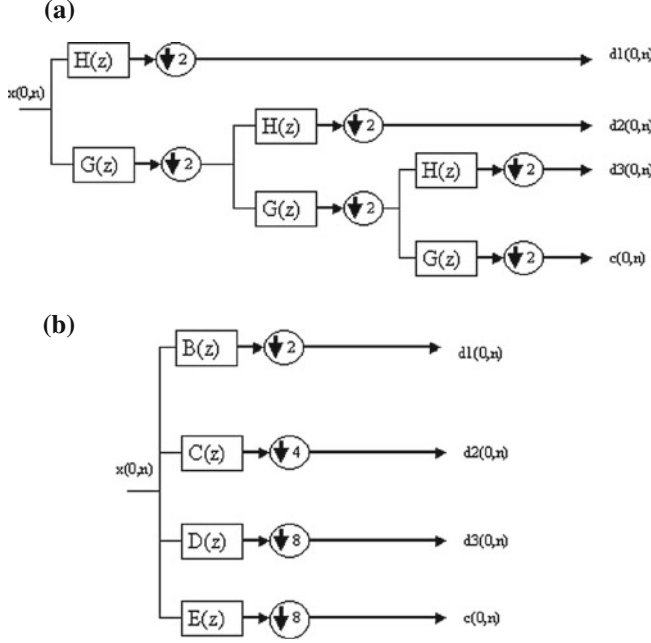 (a)
H(z) 2 d1(0,n)
x(0,n)
H(z) 2 d2(0,n)
G(z) 2 H(z) 2 d3(0,n)
G(z) 2
G(z) 2 c(0,n)
(b)
B(z) 2 d1(0,n)
C(z) 4 d2(0,n)
x(0,n)
D(z) 8 d3(0,n)
E(z) 8 c(0,n)